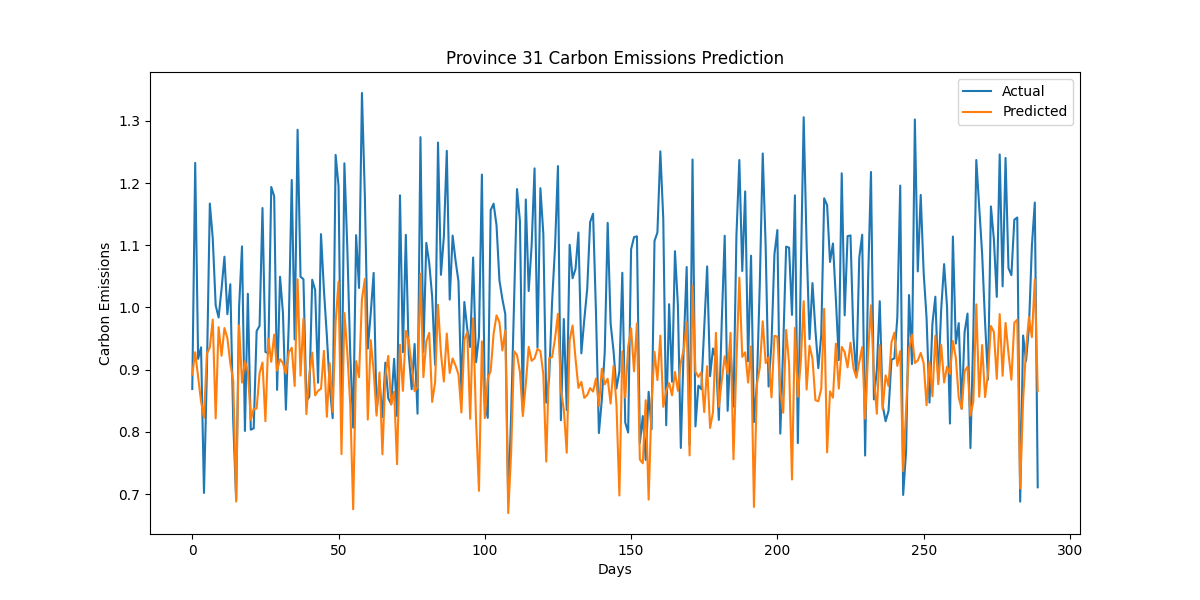 Province 31 Carbon Emissions Prediction
Actual
Predicted
1.3
1.2
1.1
1.0
0.9
0.8
0.7
Carbon Emissions
0 50 100 150 200 250 300
Days